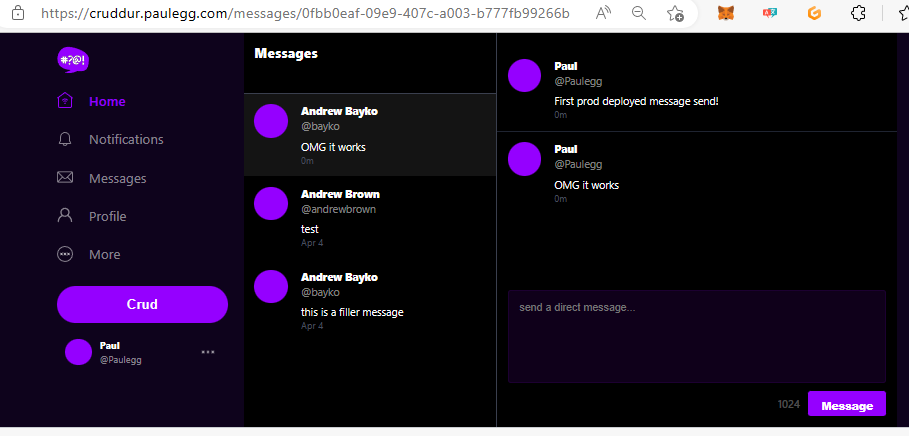 https://cruddur.paulegg.com/messages/0fbb0eaf-09e9-407c-a003-b777fb99266b
#?@!
Home
Notifications
Messages
Profile
More
Crud
Paul
@Paulegg
Messages
Andrew Bayko
@bayko
OMG it works
0m
Andrew Brown
@andrewbrown
test
Apr 4
Andrew Bayko
@bayko
this is a filler message
Apr 4
Paul
@Paulegg
First prod deployed message send!
0m
Paul
@Paulegg
OMG it works
0m
send a direct message...
1024 Message